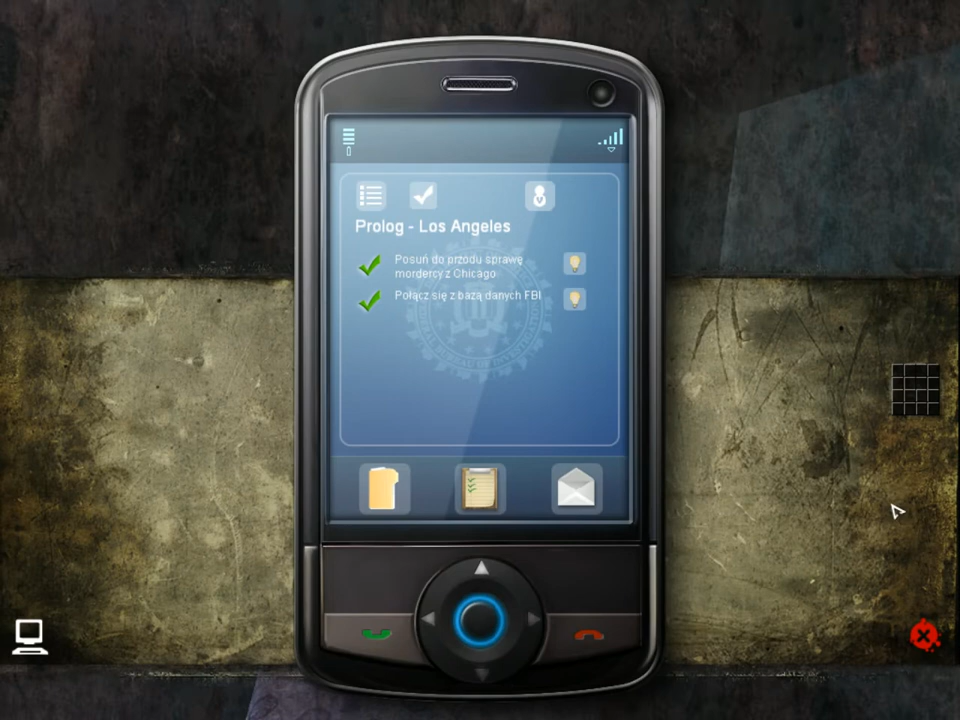 Prolog - Los Angeles
Posuń do przodu sprawę
mordercy z Chicago
Połącz się z bazą danych FBI